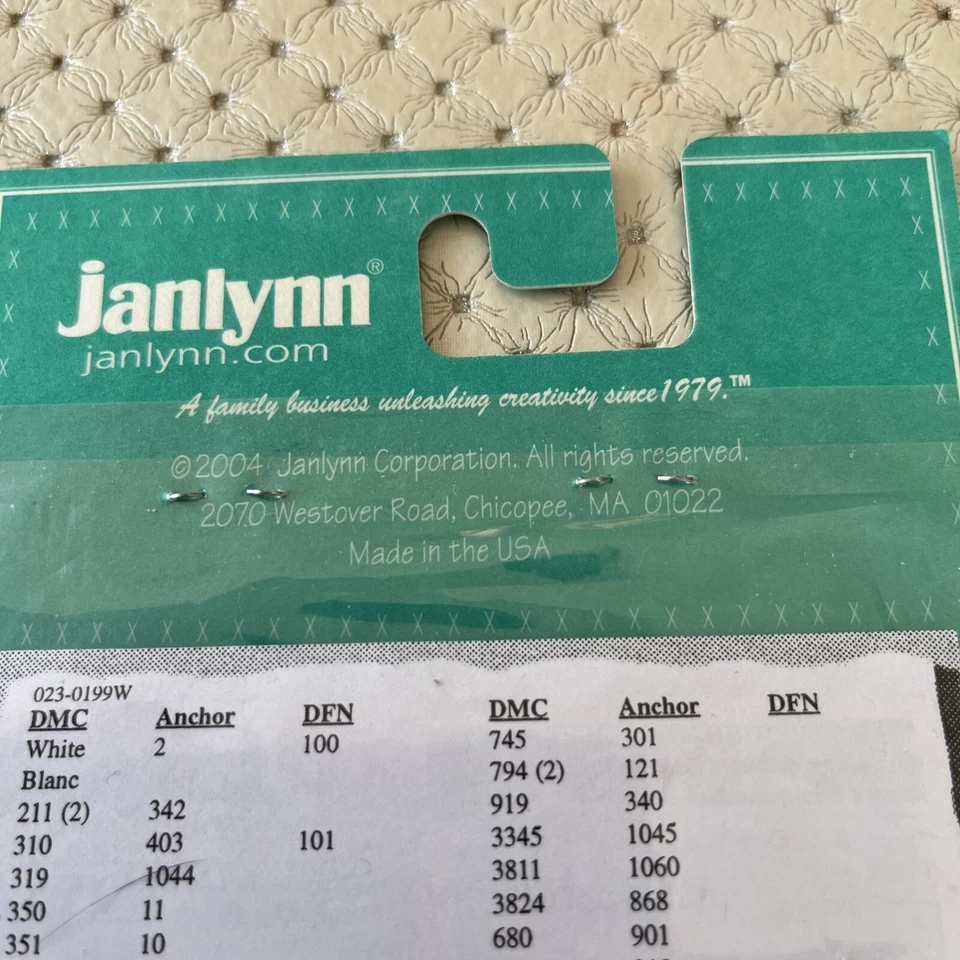 janlynn®
janlynn.com
A family business unleashing creativity since 1979.™
©2004 Janlynn Corporation. All rights reserved.
2070 Westover Road, Chicopee, MA 01022
Made in the USA
023-0199W
DMC Anchor DFN DMC Anchor DFN
White 2 100 745 301
Blanc 794 (2) 121
211 (2) 342 919 340
310 403 101 3345 1045
319 1044 3811 1060
350 11 3824 868
351 10 680 901